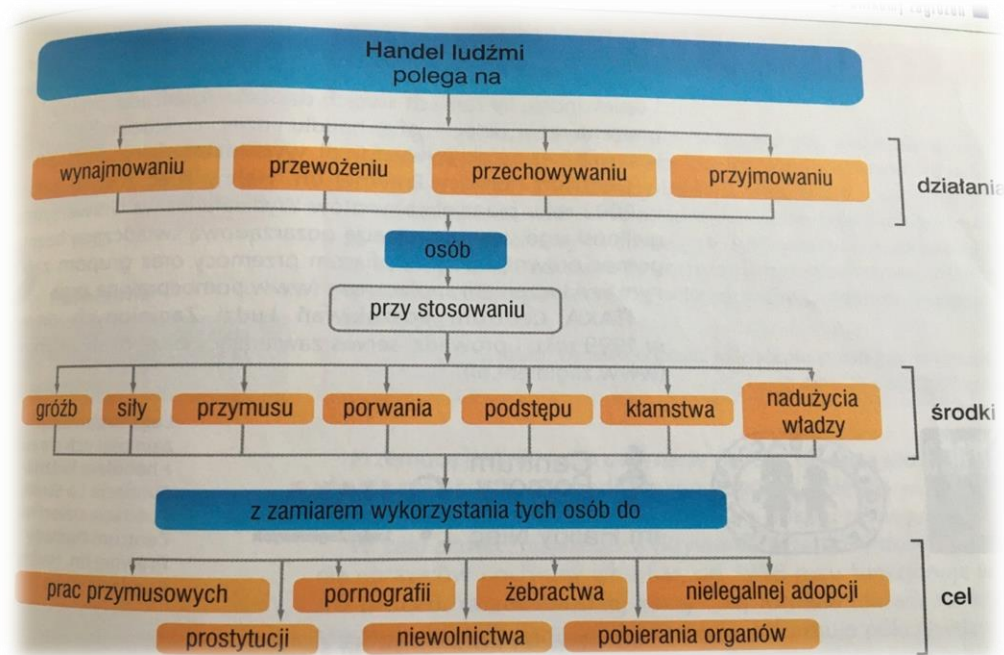 Handel ludźmi
polega na
wynajmowaniu przewożeniu przechowywaniu przyjmowaniu działania
osób
przy stosowaniu
gróźb siły przymusu porwania podstępu kłamstwa nadużycia władzy środki
z zamiarem wykorzystania tych osób do
prac przymusowych pornografii żebractwa nielegalnej adopcji cel
prostytucji niewolnictwa pobierania organów